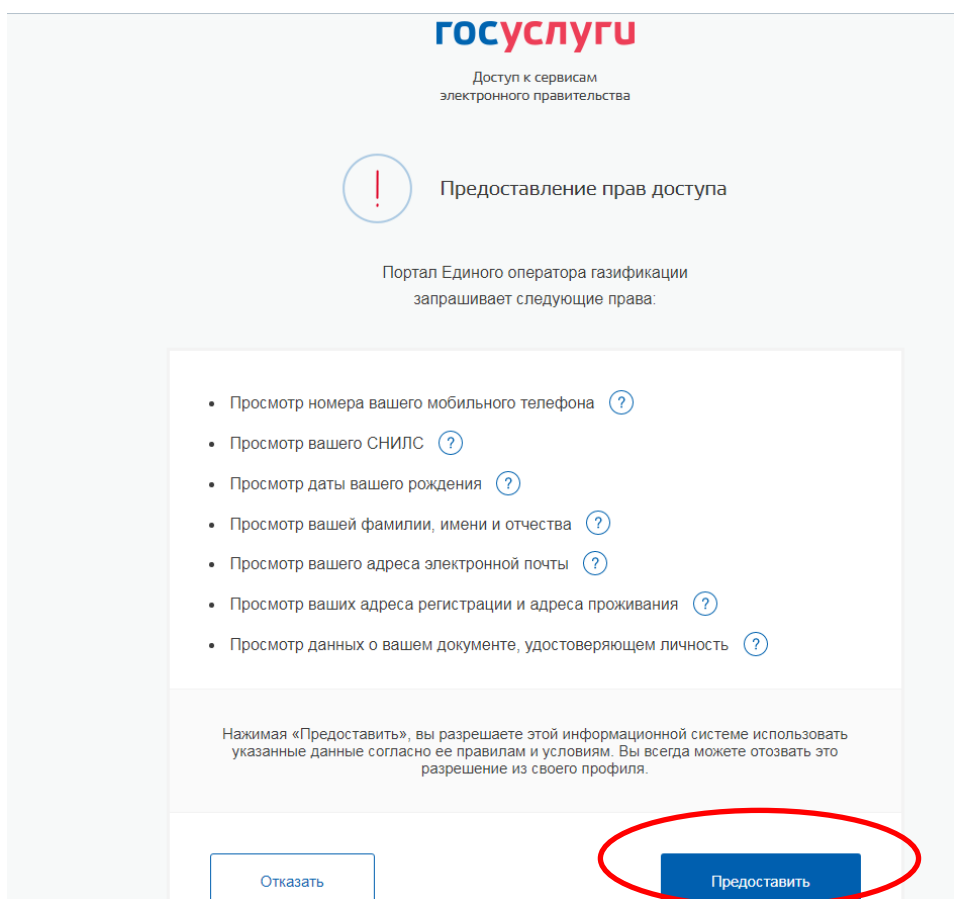 госуслуги
Доступ к сервисам
электронного правительства
!
Предоставление прав доступа
Портал Единого оператора газификации
запрашивает следующие права:
• Просмотр номера вашего мобильного телефона ?
• Просмотр вашего СНИЛС ?
• Просмотр даты вашего рождения ?
• Просмотр вашей фамилии, имени и отчества ?
• Просмотр вашего адреса электронной почты ?
• Просмотр ваших адреса регистрации и адреса проживания ?
• Просмотр данных о вашем документе, удостоверяющем личность ?
Нажимая «Предоставить», вы разрешаете этой информационной системе использовать
указанные данные согласно ее правилам и условиям. Вы всегда можете отозвать это
разрешение из своего профиля.
Отказать
Предоставить